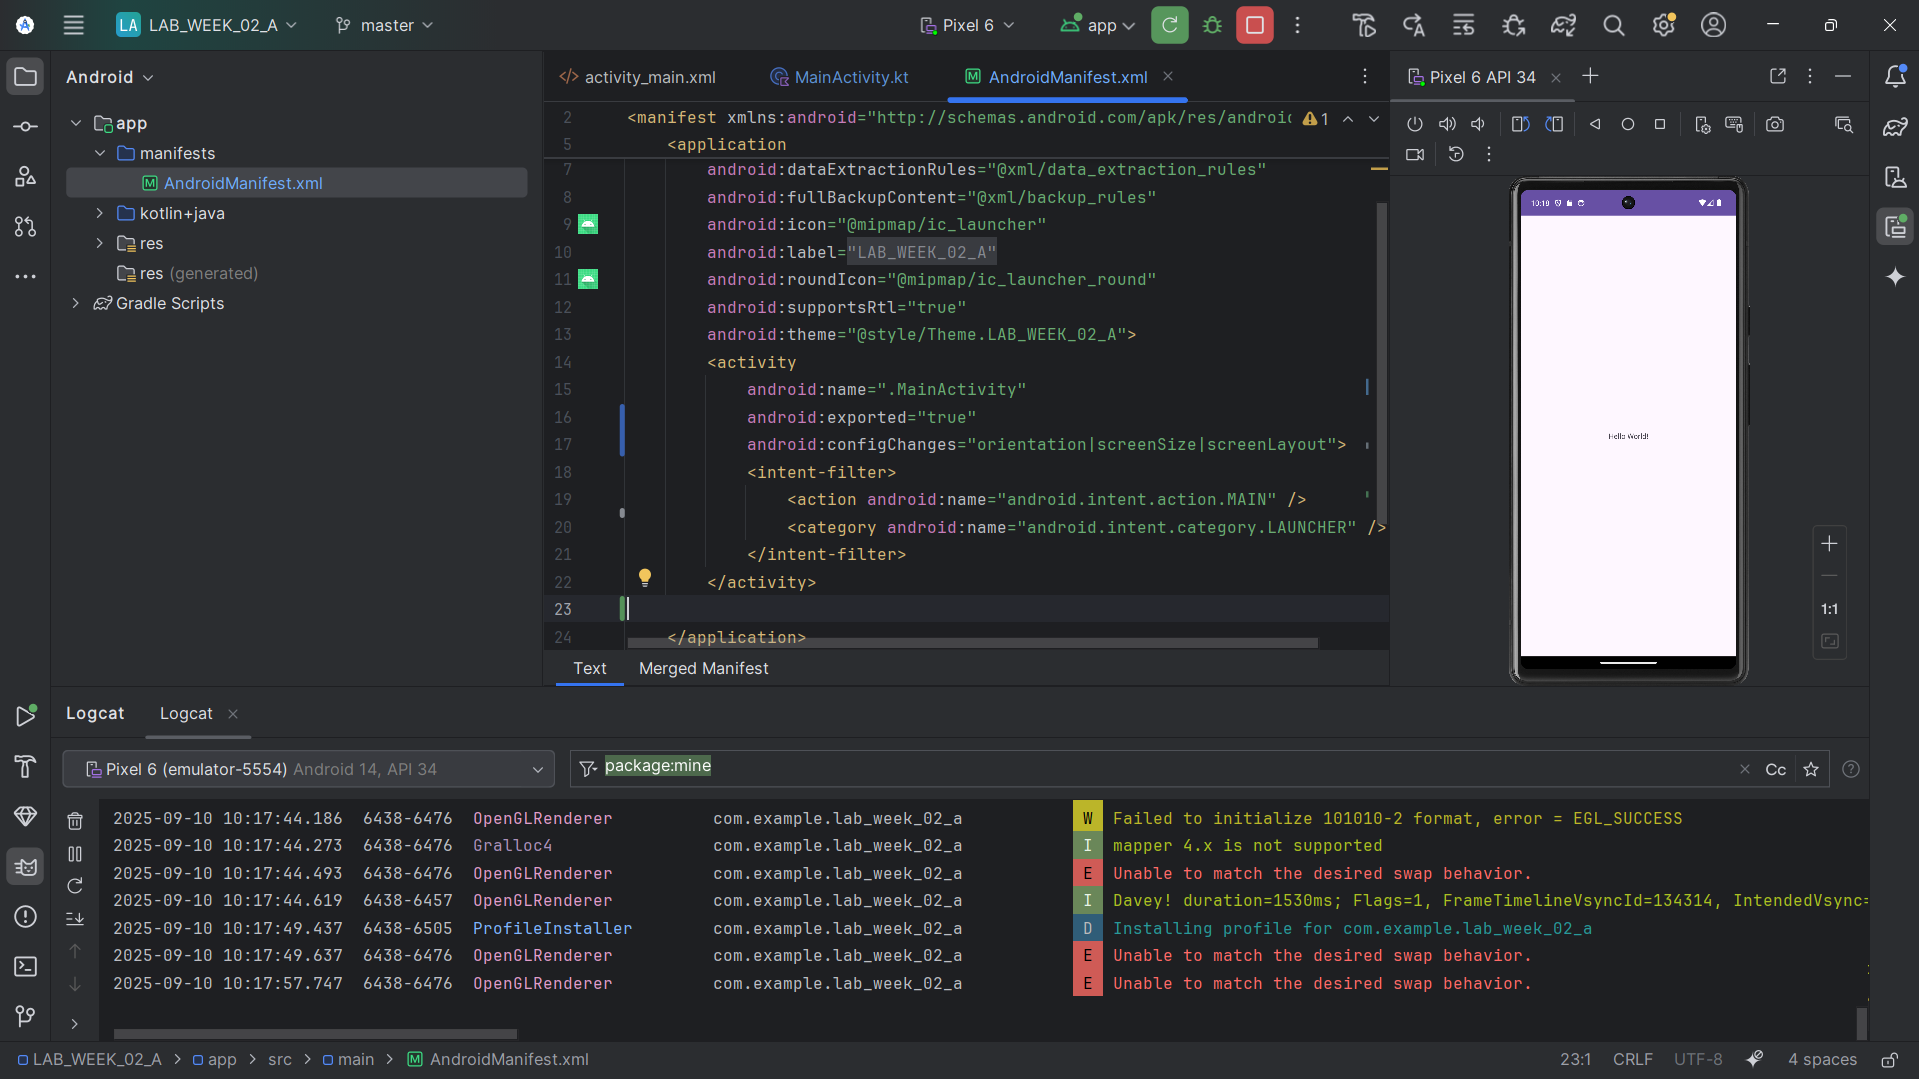 LA LAB_WEEK_02_A master Pixel 6 app
Android
app
manifests
AndroidManifest.xml
kotlin+java
res
res (generated)
Gradle Scripts
</> activity_main.xml MainActivity.kt M AndroidManifest.xml
2 <manifest xmlns:android="http://schemas.android.com/apk/res/android 1
5 <application
7 android:dataExtractionRules="@xml/data_extraction_rules"
8 android:fullBackupContent="@xml/backup_rules"
9 android:icon="@mipmap/ic_launcher"
10 android:label="LAB_WEEK_02_A"
11 android:roundIcon="@mipmap/ic_launcher_round"
12 android:supportsRtl="true"
13 android:theme="@style/Theme.LAB_WEEK_02_A">
14 <activity
15 android:name=".MainActivity"
16 android:exported="true"
17 android:configChanges="orientation|screenSize|screenLayout">
18 <intent-filter>
19 <action android:name="android.intent.action.MAIN" />
20 <category android:name="android.intent.category.LAUNCHER" />
21 </intent-filter>
22 </activity>
23
24 </application>
Text Merged Manifest
Pixel 6 API 34
10:19
Hello World!
1:1
Logcat Logcat
Pixel 6 (emulator-5554) Android 14, API 34 package:mine Cc
2025-09-10 10:17:44.186 6438-6476 OpenGLRenderer com.example.lab_week_02_a W Failed to initialize 101010-2 format, error = EGL_SUCCESS
2025-09-10 10:17:44.273 6438-6476 Gralloc4 com.example.lab_week_02_a I mapper 4.x is not supported
2025-09-10 10:17:44.493 6438-6476 OpenGLRenderer com.example.lab_week_02_a E Unable to match the desired swap behavior.
2025-09-10 10:17:44.619 6438-6457 OpenGLRenderer com.example.lab_week_02_a I Davey! duration=1530ms; Flags=1, FrameTimelineVsyncId=134314, IntendedVsync=
2025-09-10 10:17:49.437 6438-6505 ProfileInstaller com.example.lab_week_02_a D Installing profile for com.example.lab_week_02_a
2025-09-10 10:17:49.637 6438-6476 OpenGLRenderer com.example.lab_week_02_a E Unable to match the desired swap behavior.
2025-09-10 10:17:57.747 6438-6476 OpenGLRenderer com.example.lab_week_02_a E Unable to match the desired swap behavior.
LAB_WEEK_02_A > app > src > main > M AndroidManifest.xml 23:1 CRLF UTF-8 4 spaces